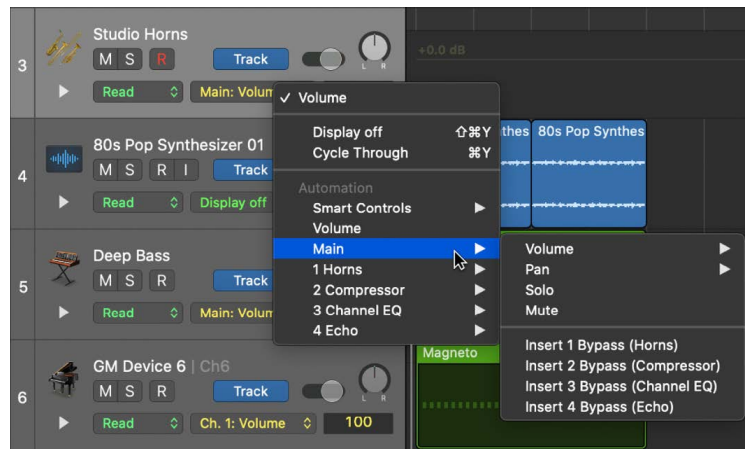 Studio Horns
3
M S R Track
L R
+0.0 dB
Read Main: Volum
✓ Volume
Display off ⇧⌘Y
Cycle Through ⌘Y
Automation
Smart Controls
Volume
Main
1 Horns
2 Compressor
3 Channel EQ
4 Echo
Volume
Pan
Solo
Mute
Insert 1 Bypass (Horns)
Insert 2 Bypass (Compressor)
Insert 3 Bypass (Channel EQ)
Insert 4 Bypass (Echo)
80s Pop Synthesizer 01
4
M S R I Track
Read Display off
thes 80s Pop Synthes
Deep Bass
5
M S R Track
Read Main: Volum
GM Device 6 | Ch6
6
M S R Track
L R
Read Ch. 1: Volume 100
Magneto